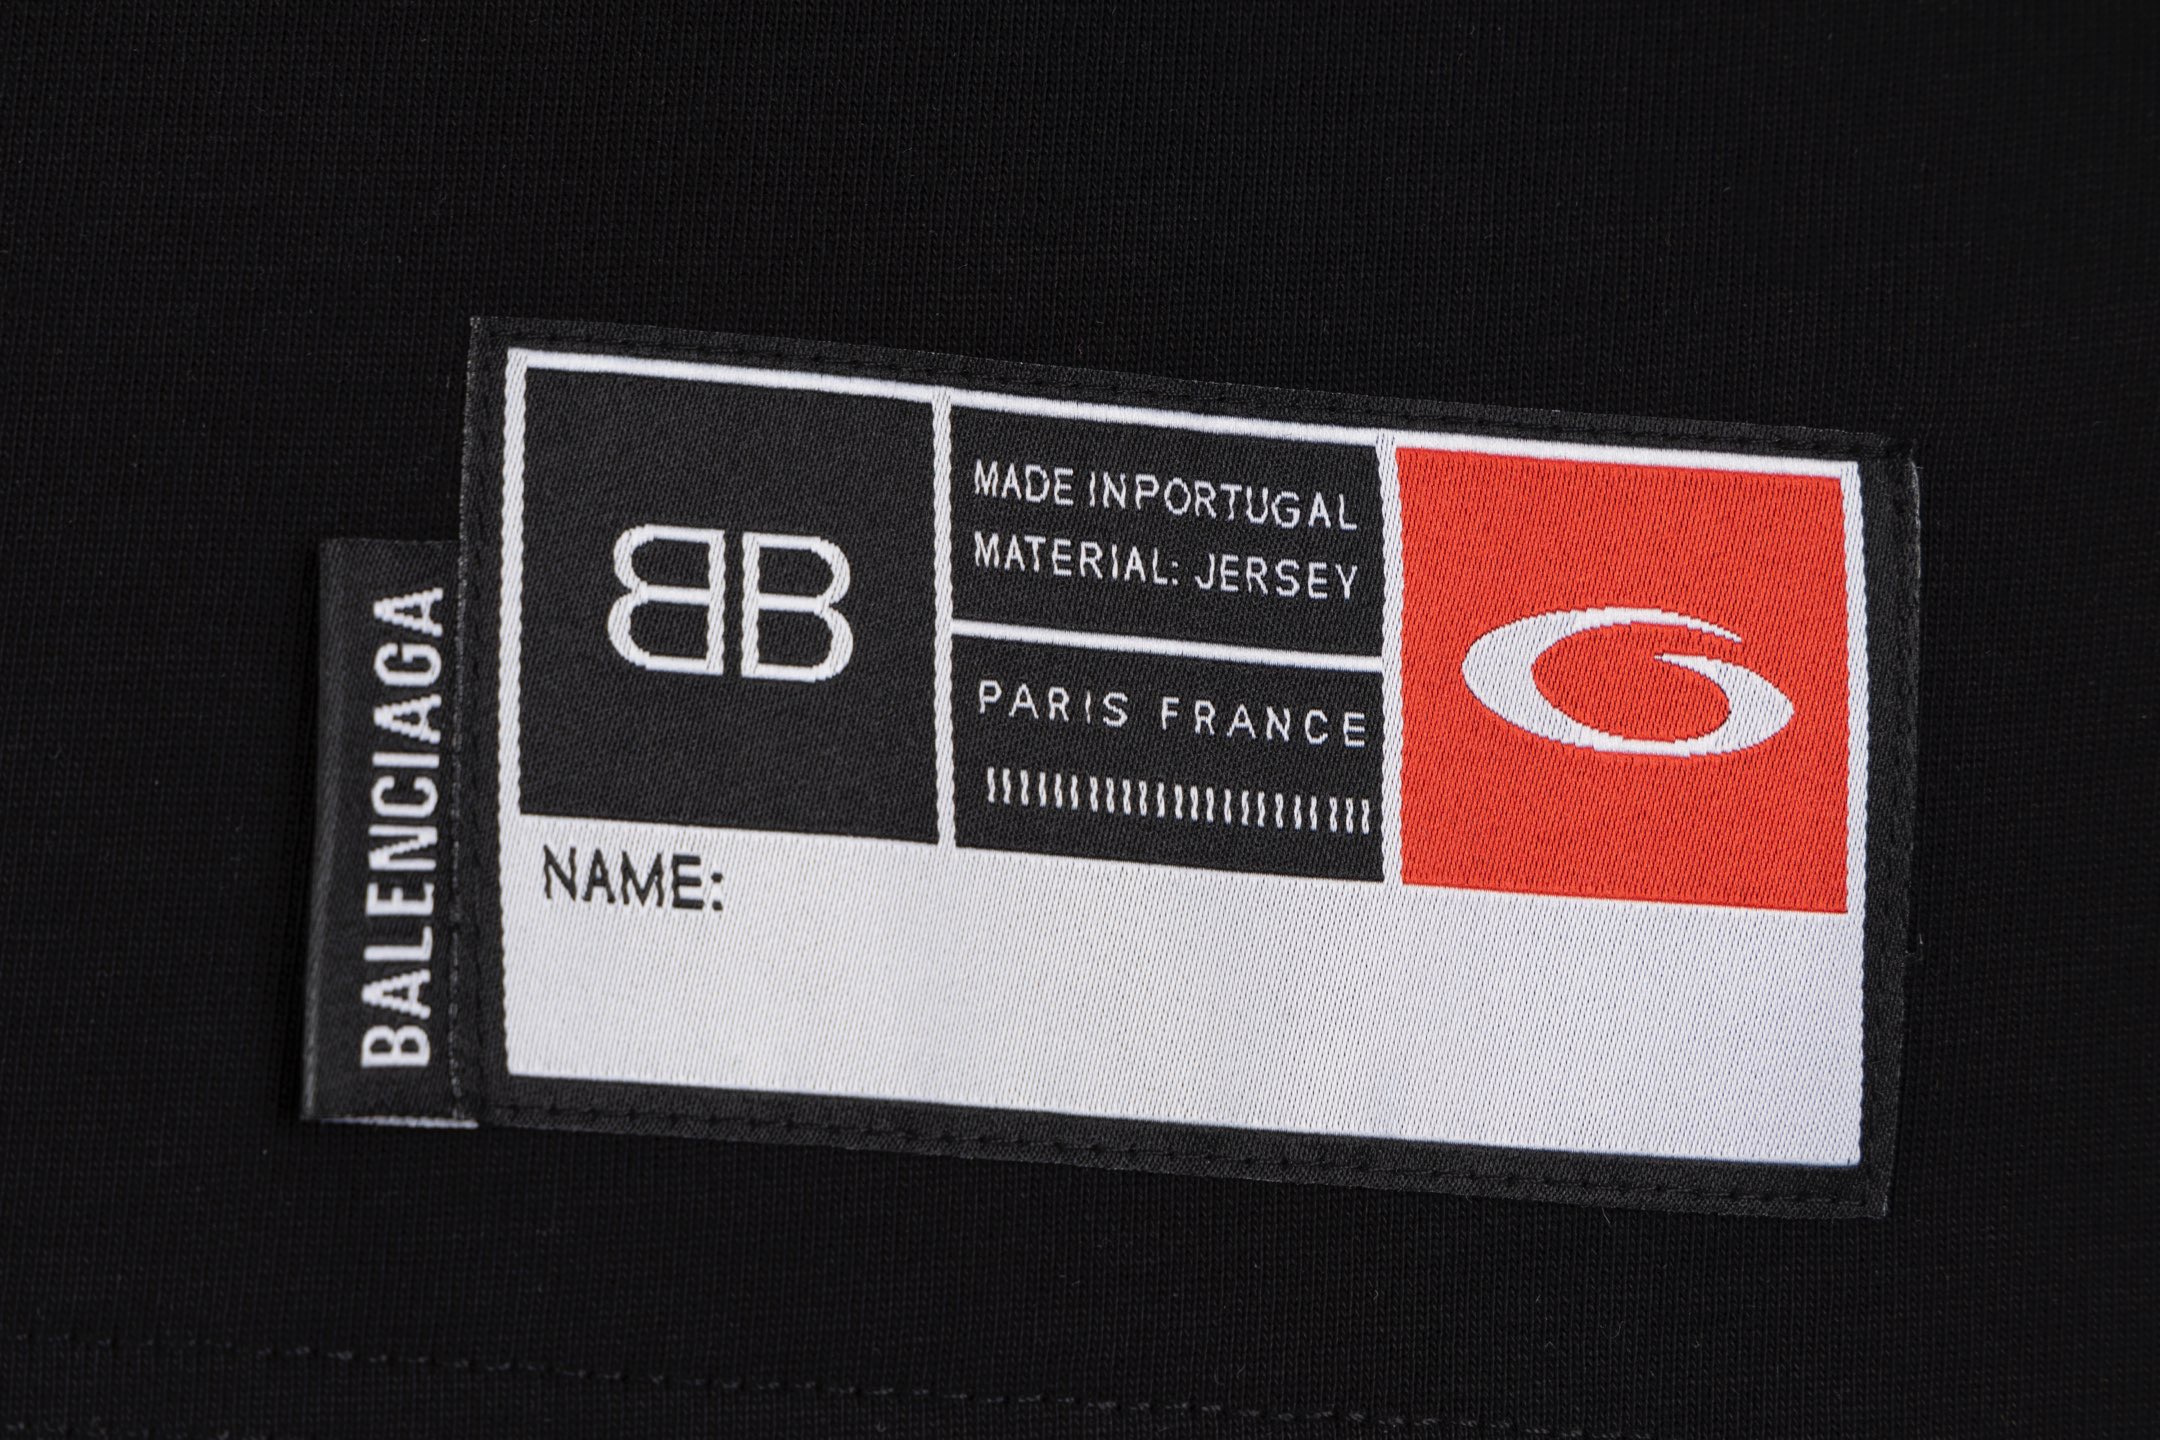 BALENCIAGA
BB
MADE INPORTUGAL
MATERIAL: JERSEY
PARIS FRANCE
NAME: